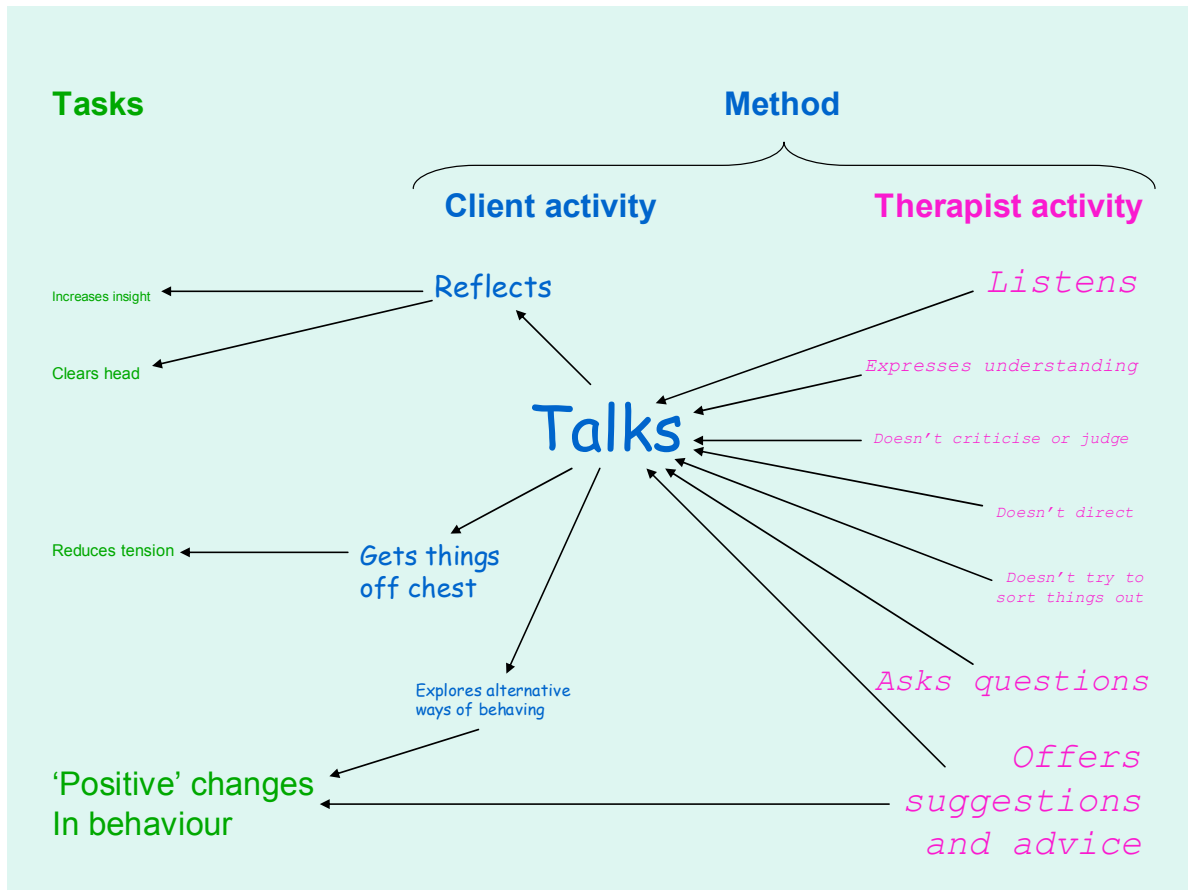 Tasks
Method
Client activity
Therapist activity
Reflects
Listens
Increases insight
Expresses understanding
Clears head
Talks
Doesn't criticise or judge
Doesn't direct
Reduces tension
Gets things
off chest
Doesn't try to
sort things out
Explores alternative
ways of behaving
Asks questions
‘Positive’ changes
In behaviour
Offers
suggestions
and advice